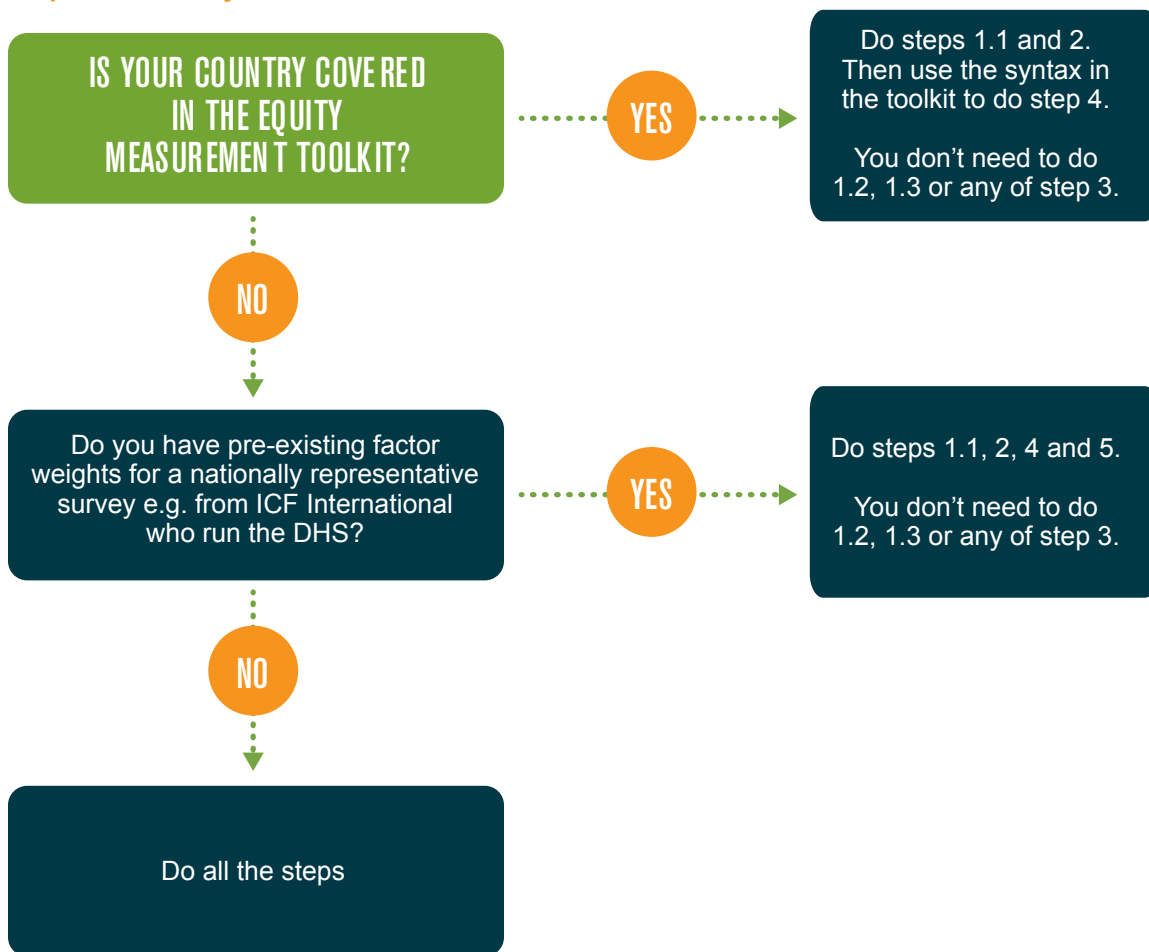 IS YOUR COUNTRY COVERED
IN THE EQUITY
MEASUREMENT TOOLKIT?
YES
Do steps 1.1 and 2.
Then use the syntax in
the toolkit to do step 4.
You don’t need to do
1.2, 1.3 or any of step 3.
NO
Do you have pre-existing factor
weights for a nationally representative
survey e.g. from ICF International
who run the DHS?
YES
Do steps 1.1, 2, 4 and 5.
You don’t need to do
1.2, 1.3 or any of step 3.
NO
Do all the steps